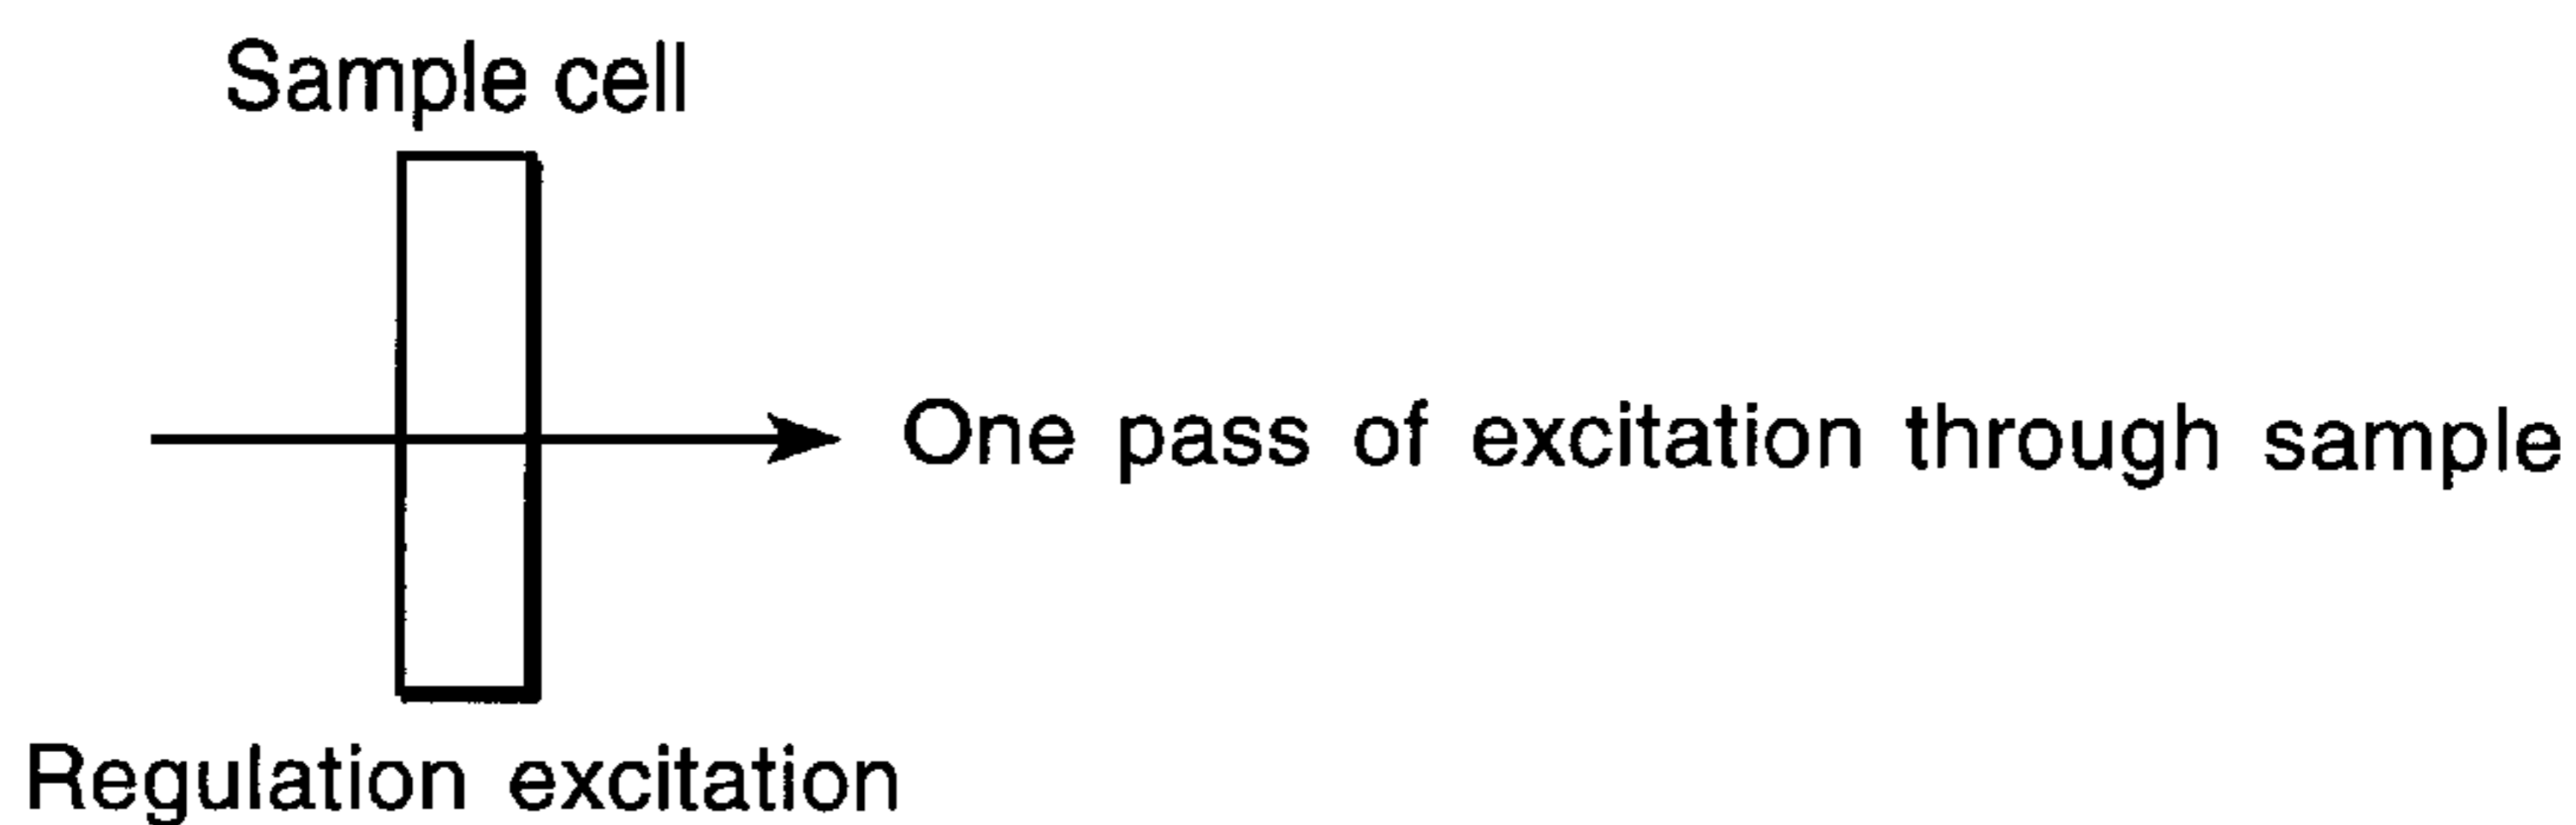 Sample cell
One pass of excitation through sample
Regulation excitation